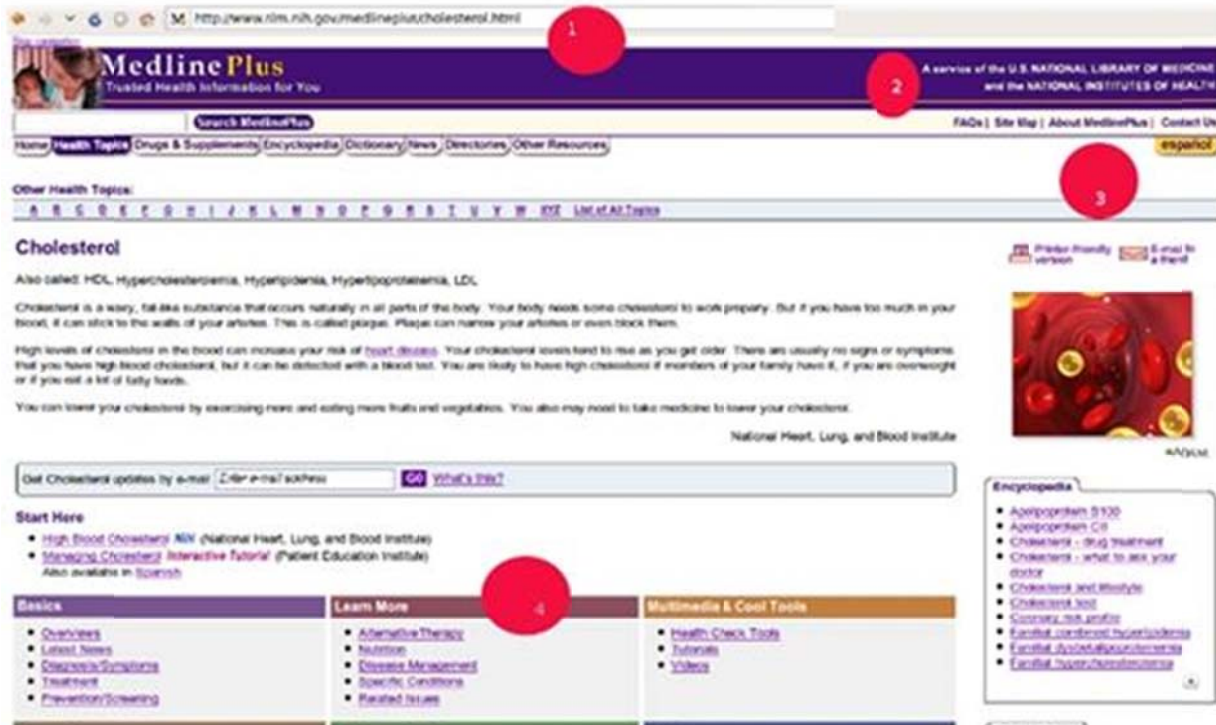 http://www.nlm.nih.gov/medlineplus/cholesterol.html
1
MedlinePlus
Trusted Health Information for You
2
A service of the U.S. NATIONAL LIBRARY OF MEDICINE
and the NATIONAL INSTITUTES OF HEALTH
Search MedlinePlus
FAQs | Site Map | About MedlinePlus | Contact Us
Home Health Topics Drugs & Supplements Encyclopedia Dictionary News Directories Other Resources
español
3
Other Health Topics:
A B C D E F G H I J K L M N O P Q R S T U V W XYZ List of All Topics
Cholesterol
Printer-friendly version
E-mail to a friend
Also called: HDL, Hypercholesterolemia, Hyperlipidemia, Hyperlipoproteinemia, LDL
Cholesterol is a waxy, fat-like substance that occurs naturally in all parts of the body. Your body needs some cholesterol to work properly. But if you have too much in your
blood, it can stick to the walls of your arteries. This is called plaque. Plaque can narrow your arteries or even block them.
High levels of cholesterol in the blood can increase your risk of heart disease. Your cholesterol levels tend to rise as you get older. There are usually no signs or symptoms
that you have high blood cholesterol, but it can be detected with a blood test. You are likely to have high cholesterol if members of your family have it, if you are overweight
or if you eat a lot of fatty foods.
You can lower your cholesterol by exercising more and eating more fruits and vegetables. You also may need to take medicine to lower your cholesterol.
National Heart, Lung, and Blood Institute
Get Cholesterol updates by e-mail Enter e-mail address GO What's this?
Start Here
High Blood Cholesterol NIH (National Heart, Lung, and Blood Institute)
Managing Cholesterol Interactive Tutorial (Patient Education Institute)
Also available in Spanish
4
Basics
Overviews
Latest News
Diagnosis/Symptoms
Treatment
Prevention/Screening
Learn More
Alternative Therapy
Nutrition
Disease Management
Specific Conditions
Related Issues
Multimedia & Cool Tools
Health Check Tools
Tutorials
Videos
Encyclopedia
Apolipoprotein B100
Apolipoprotein CII
Cholesterol - drug treatment
Cholesterol - what to ask your
doctor
Cholesterol and lifestyle
Cholesterol test
Coronary risk profile
Familial combined hyperlipidemia
Familial dysbetalipoproteinemia
Familial hypercholesterolemia